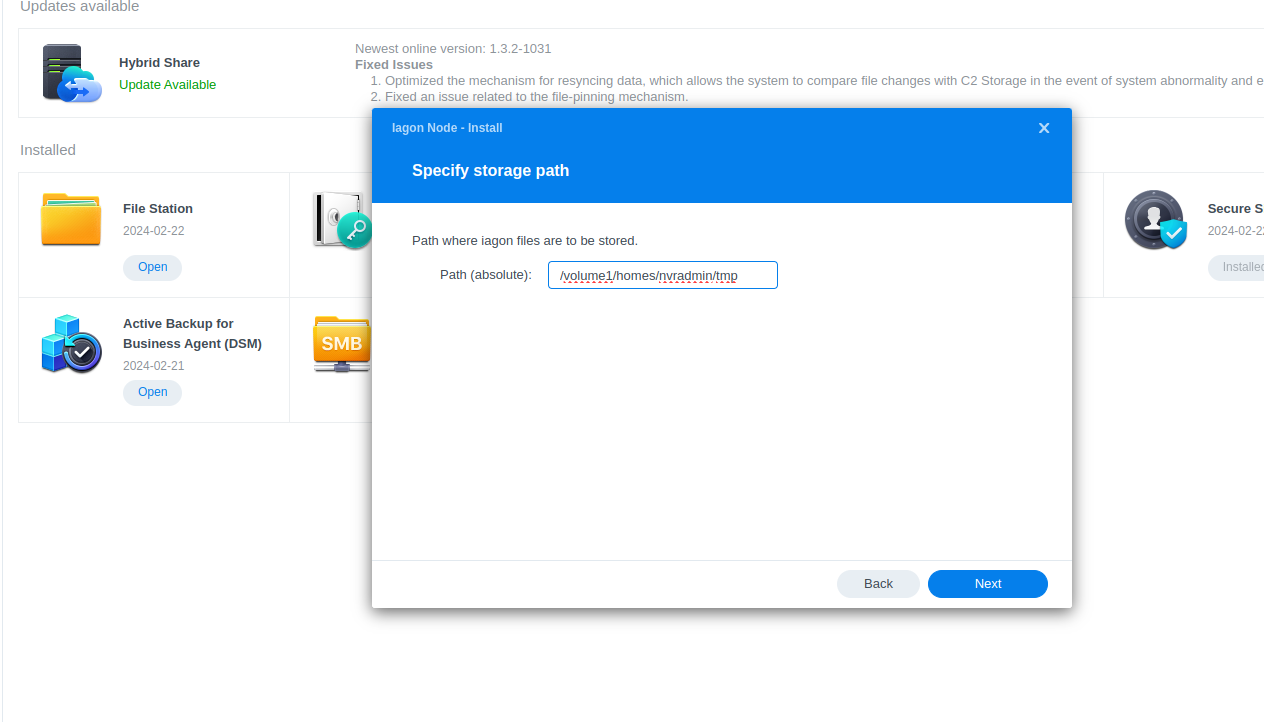 Updates available
Hybrid Share
Update Available
Newest online version: 1.3.2-1031
Fixed Issues
1. Optimized the mechanism for resyncing data, which allows the system to compare file changes with C2 Storage in the event of system abnormality and e
2. Fixed an issue related to the file-pinning mechanism.
Installed
File Station
2024-02-22
Open
Secure S
2024-02-22
Installed
Active Backup for
Business Agent (DSM)
2024-02-21
Open
SMB
Iagon Node - Install
Specify storage path
Path where iagon files are to be stored.
Path (absolute): /volume1/homes/nvradmin/tmp
Back
Next